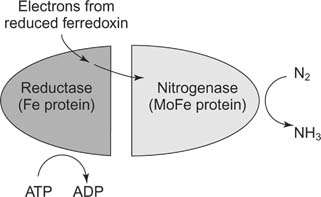 Electrons from
reduced ferredoxin
Reductase
(Fe protein)
Nitrogenase
(MoFe protein)
N2
NH3
ATP
ADP